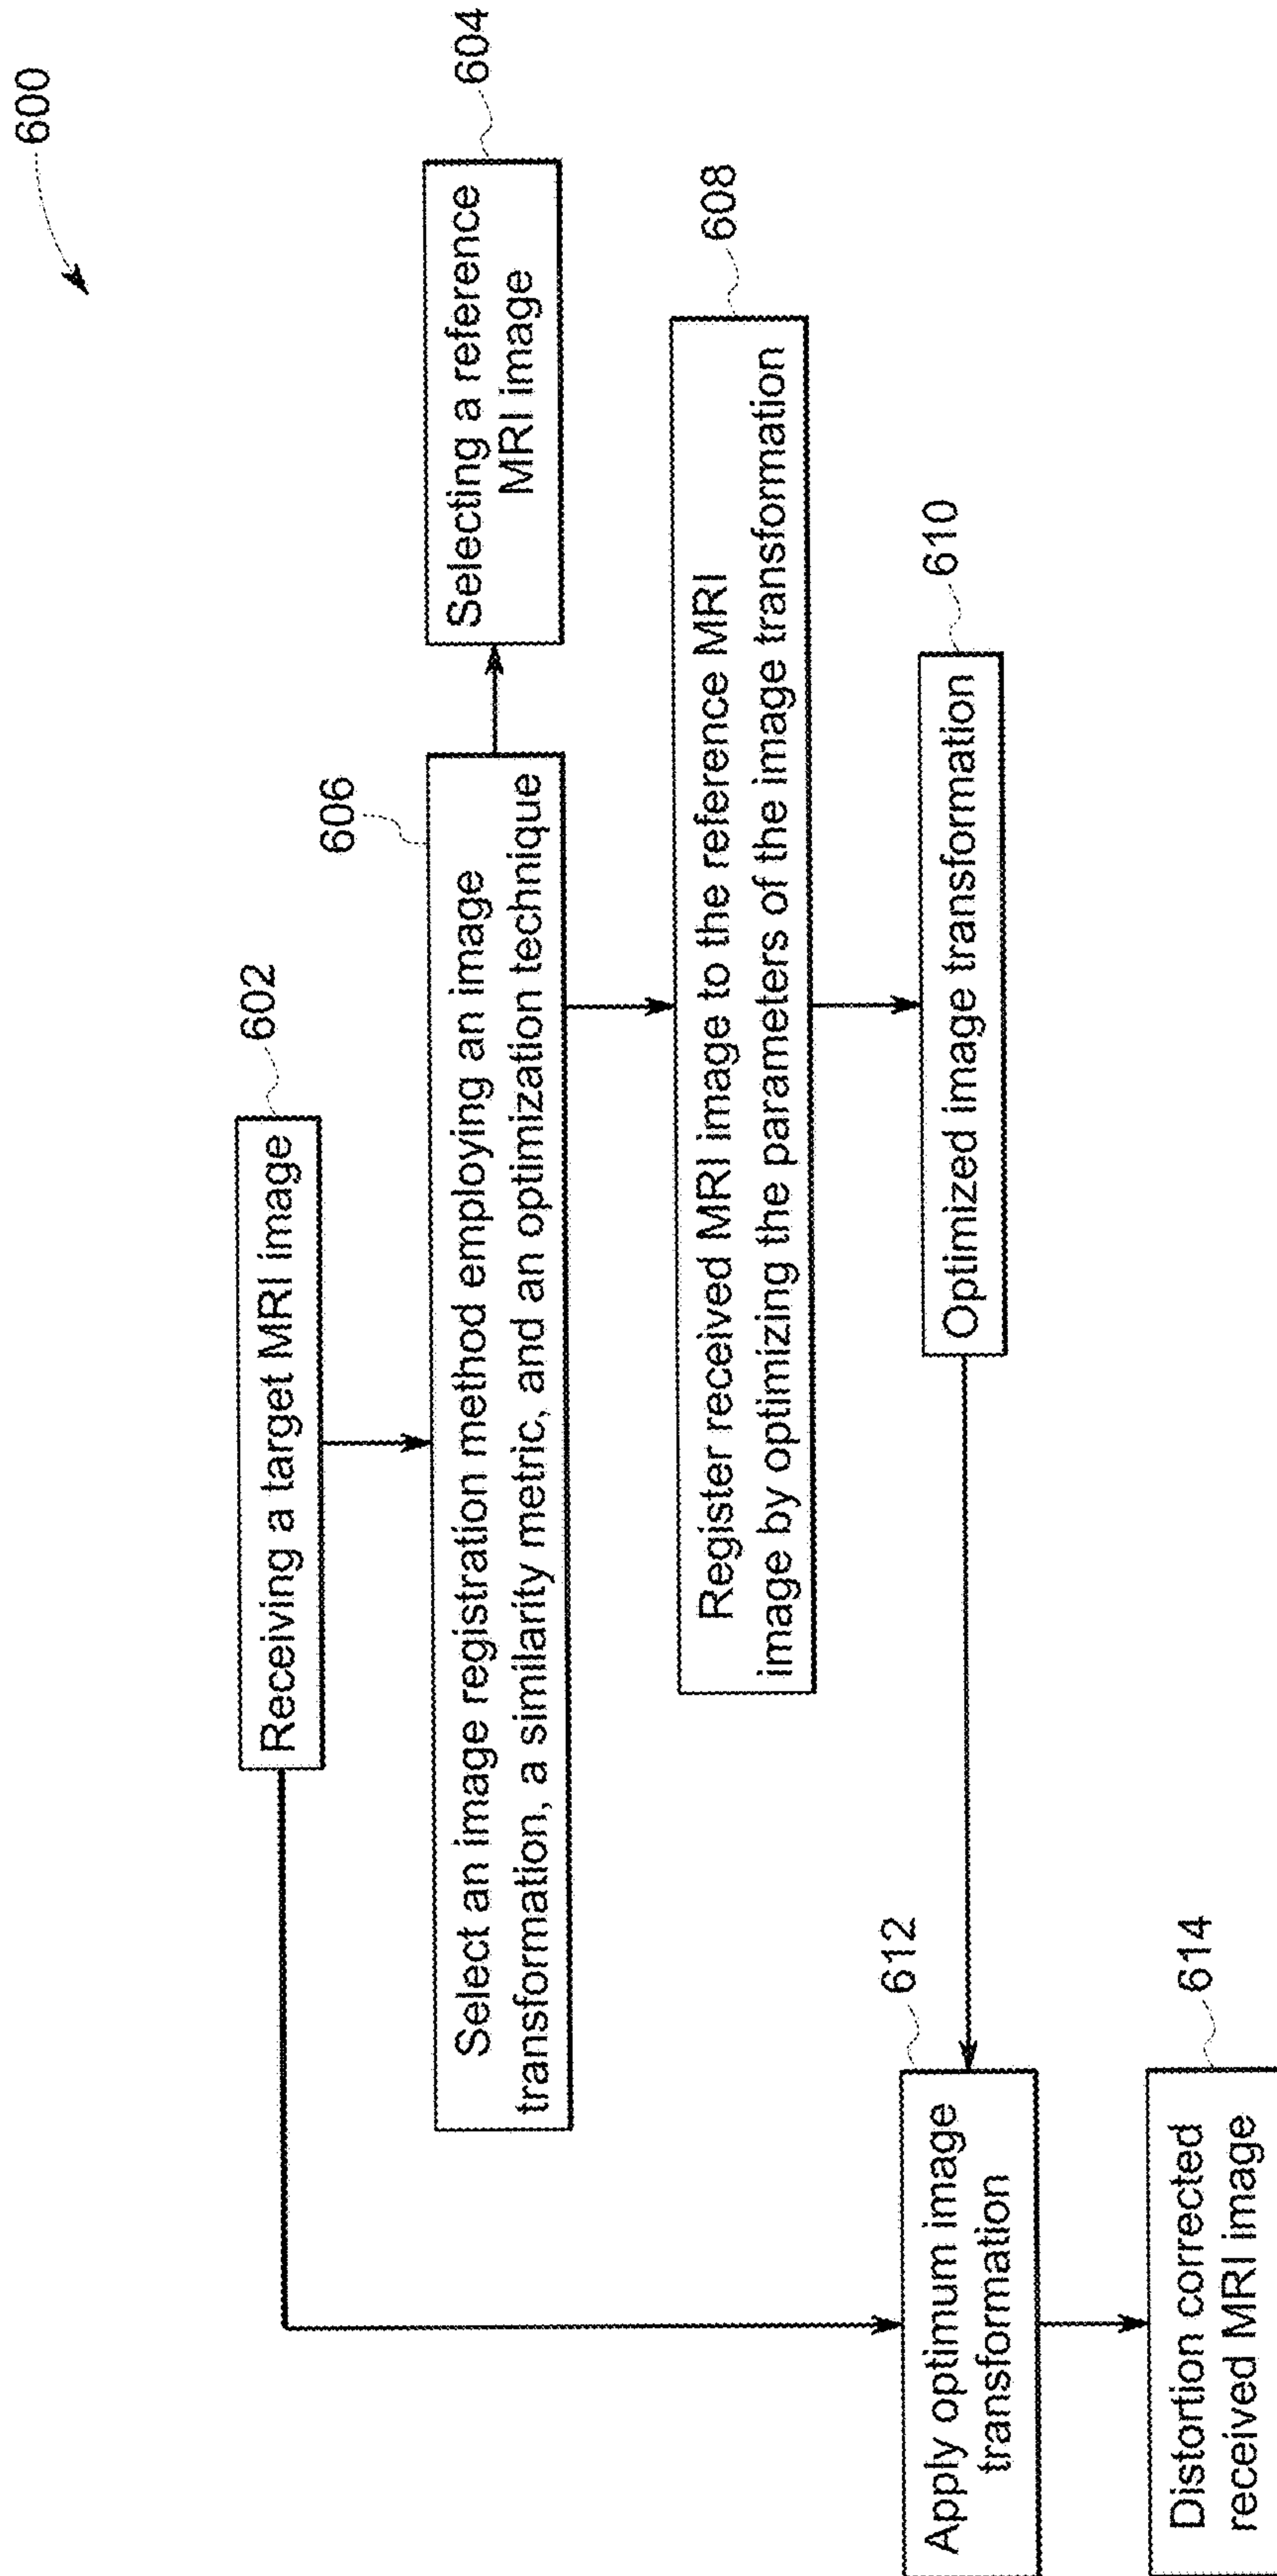 600
602
Receiving a target MRI image
606
604
Select an image registration method employing an image
transformation, a similarity metric, and an optimization technique
Selecting a reference
MRI image
608
Register received MRI image to the reference MRI
image by optimizing the parameters of the image transformation
610
Optimized image transformation
612
Apply optimum image
transformation
614
Distortion corrected
received MRI image